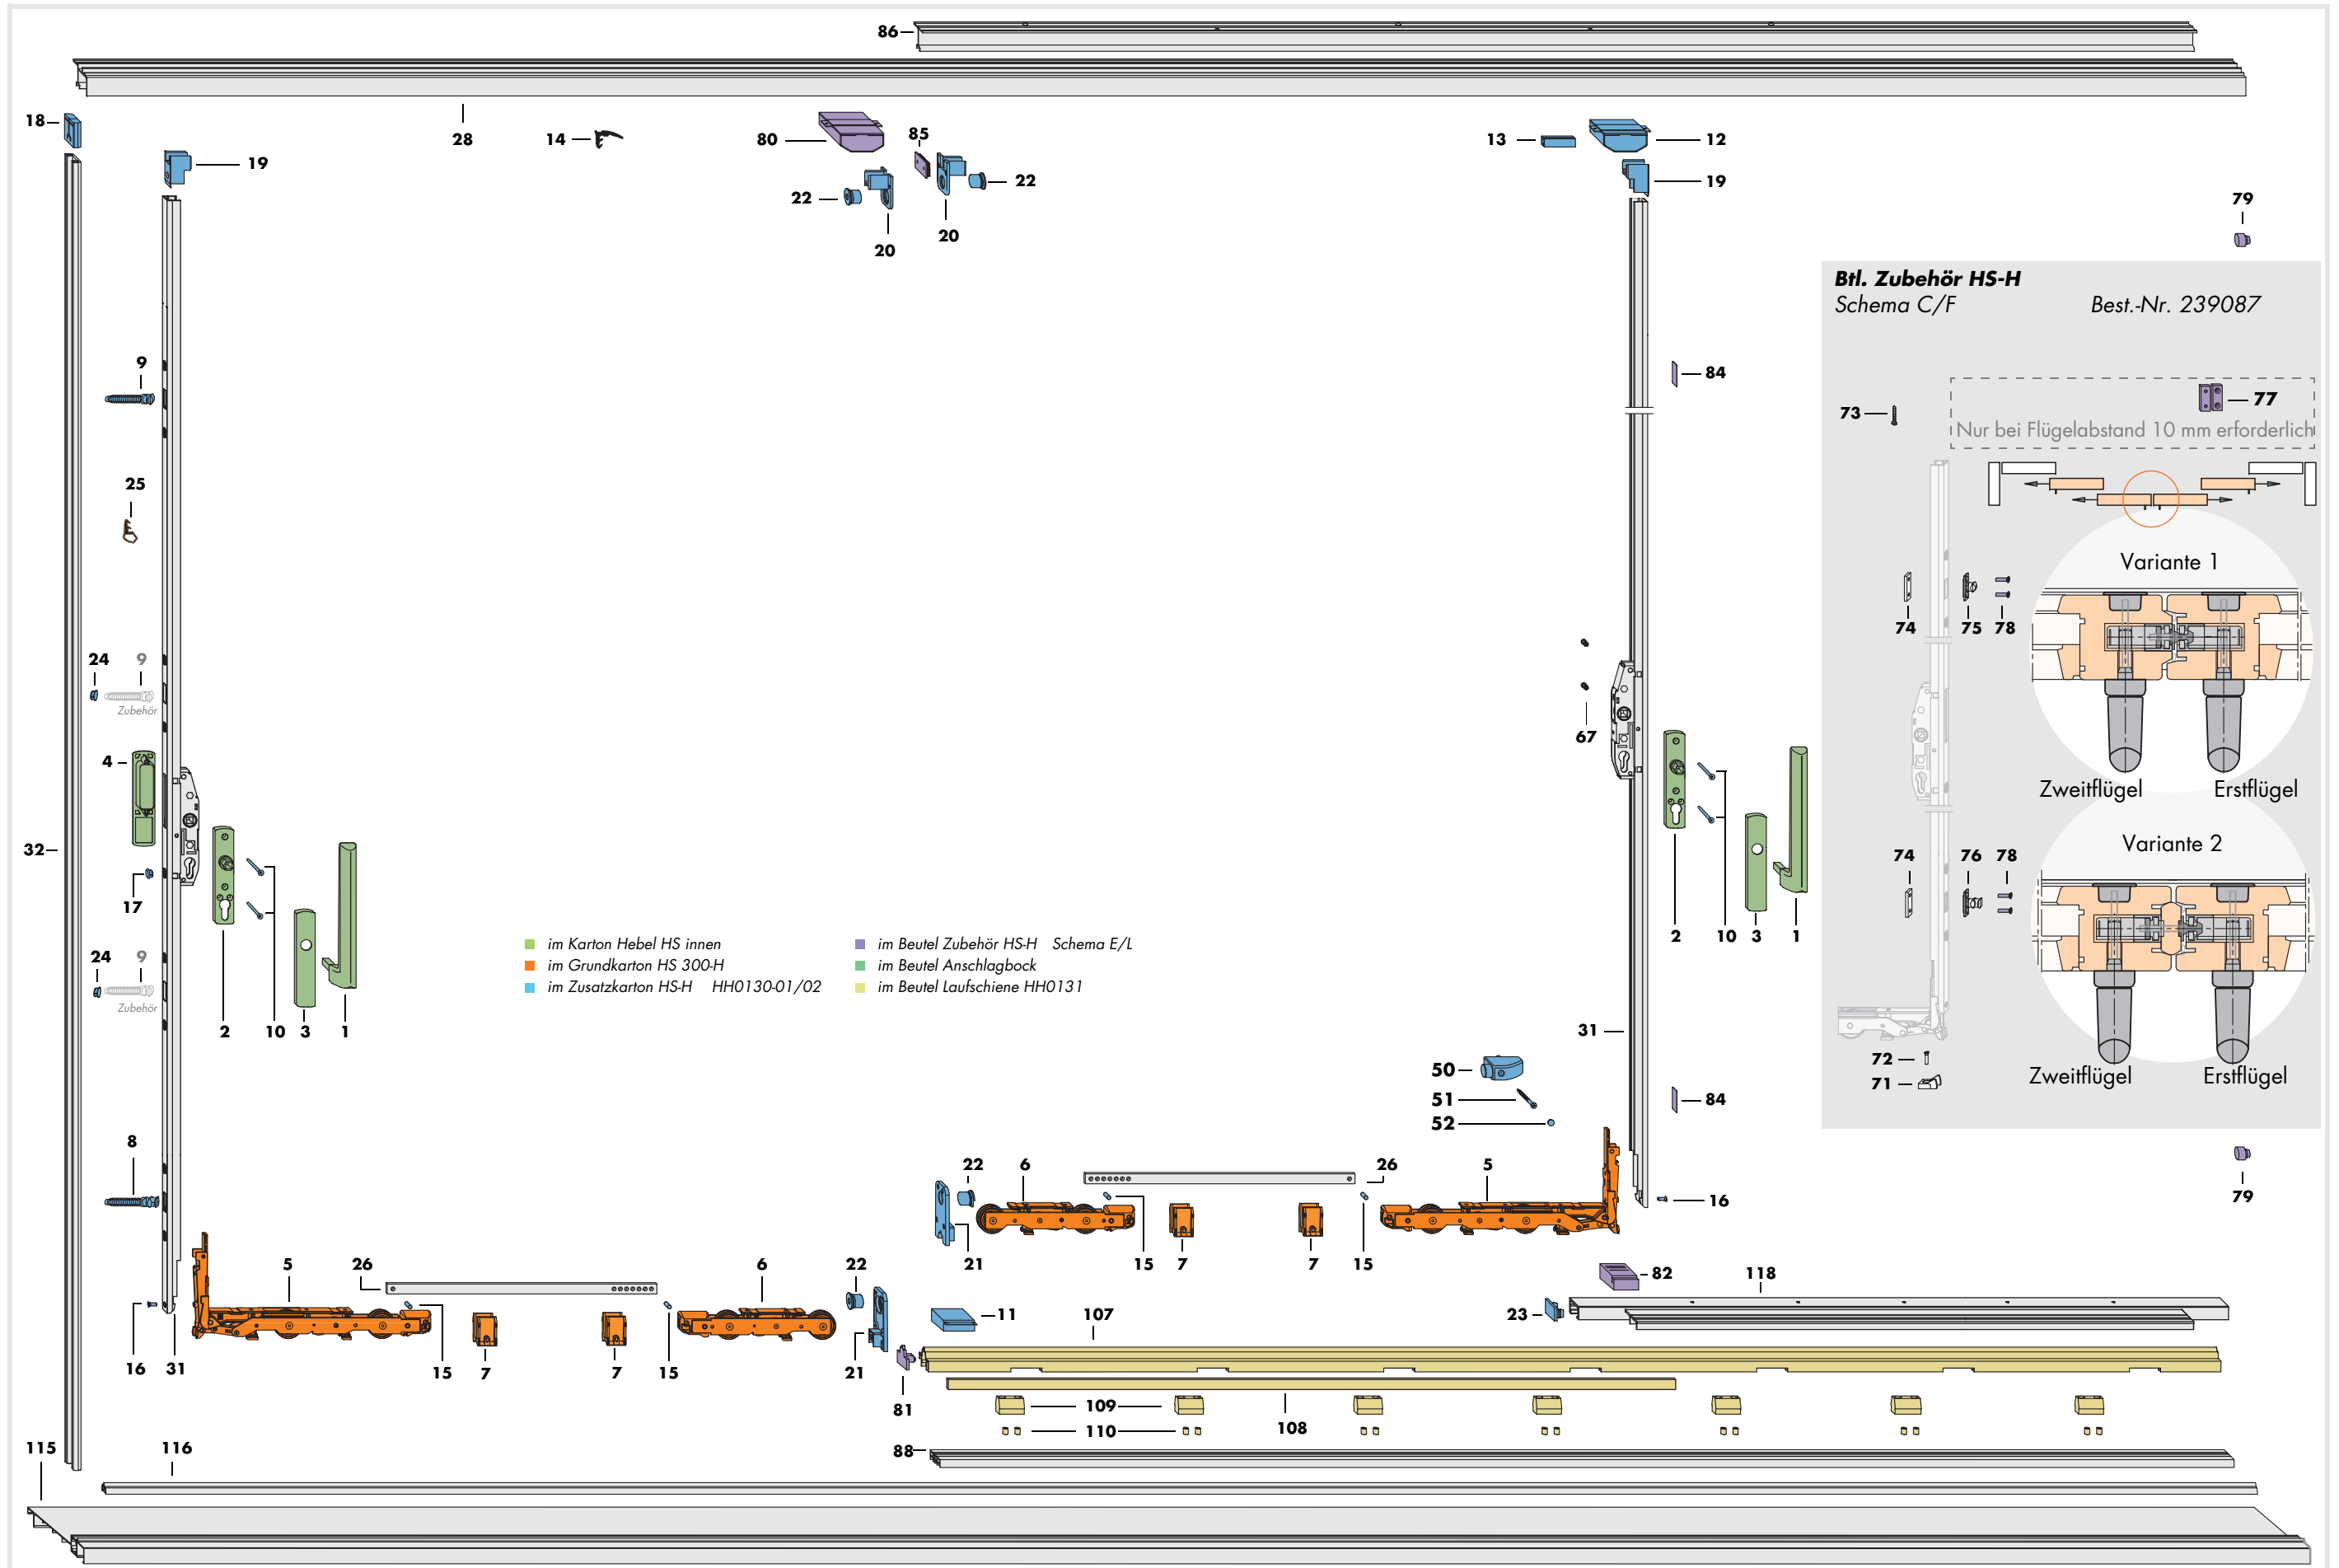 86
28
18
14
80
85
13
12
19
22
22
19
20
20
79
Btl. Zubehör HS-H
Schema C/F Best.-Nr. 239087
9
84
77
73
Nur bei Flügelabstand 10 mm erforderlich
25
Variante 1
74 75 78
24 9
Zubehör
67
4
Zweitflügel Erstflügel
32
Variante 2
74 76 78
17
2 10 3 1
im Karton Hebel HS innen
im Grundkarton HS 300-H
im Zusatzkarton HS-H HH0130-01/02
im Beutel Zubehör HS-H Schema E/L
im Beutel Anschlagbock
im Beutel Laufschiene HH0131
24 9
Zubehör
2 10 3 1
31
50
51
52
72
71
Zweitflügel Erstflügel
84
8
22 6 26 5
16
79
21 15 7 7 15
5 26 6 22
82 118
23
11 107
16 31 15 7 7 15 21
81
109
108
110
115 116
88